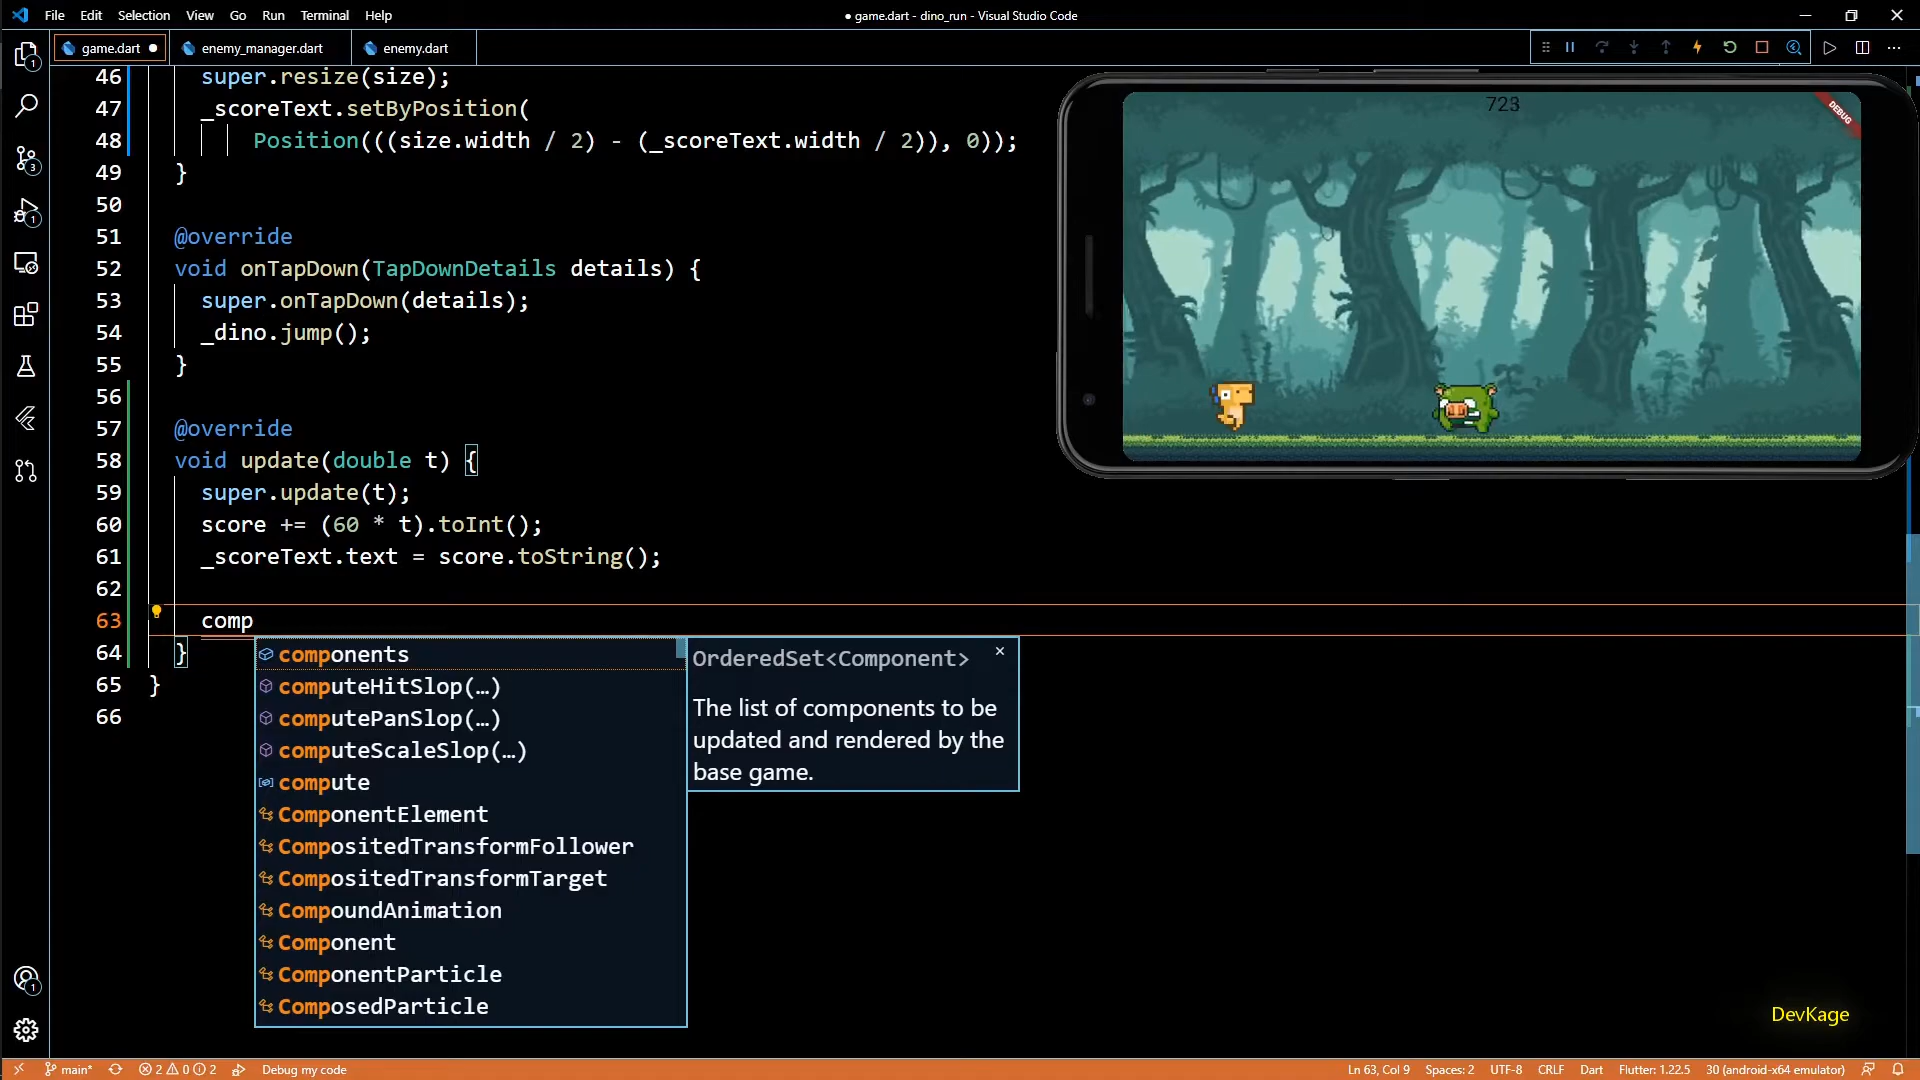 File Edit Selection View Go Run Terminal Help
● game.dart - dino_run - Visual Studio Code
game.dart enemy_manager.dart enemy.dart
46 super.resize(size);
47 _scoreText.setByPosition(
48 Position(((size.width / 2) - (_scoreText.width / 2)), 0));
49 }
50
51 @override
52 void onTapDown(TapDownDetails details) {
53 super.onTapDown(details);
54 _dino.jump();
55 }
56
57 @override
58 void update(double t) {
59 super.update(t);
60 score += (60 * t).toInt();
61 _scoreText.text = score.toString();
62
63 comp
64 }
65 }
66
components
computeHitSlop(…)
computePanSlop(…)
computeScaleSlop(…)
compute
ComponentElement
CompositedTransformFollower
CompositedTransformTarget
CompoundAnimation
Component
ComponentParticle
ComposedParticle
OrderedSet<Component>
The list of components to be
updated and rendered by the
base game.
723
DEBUG
1
3
1
1
DevKage
main* 2 0 2 Debug my code
Ln 63, Col 9 Spaces: 2 UTF-8 CRLF Dart Flutter: 1.22.5 30 (android-x64 emulator)